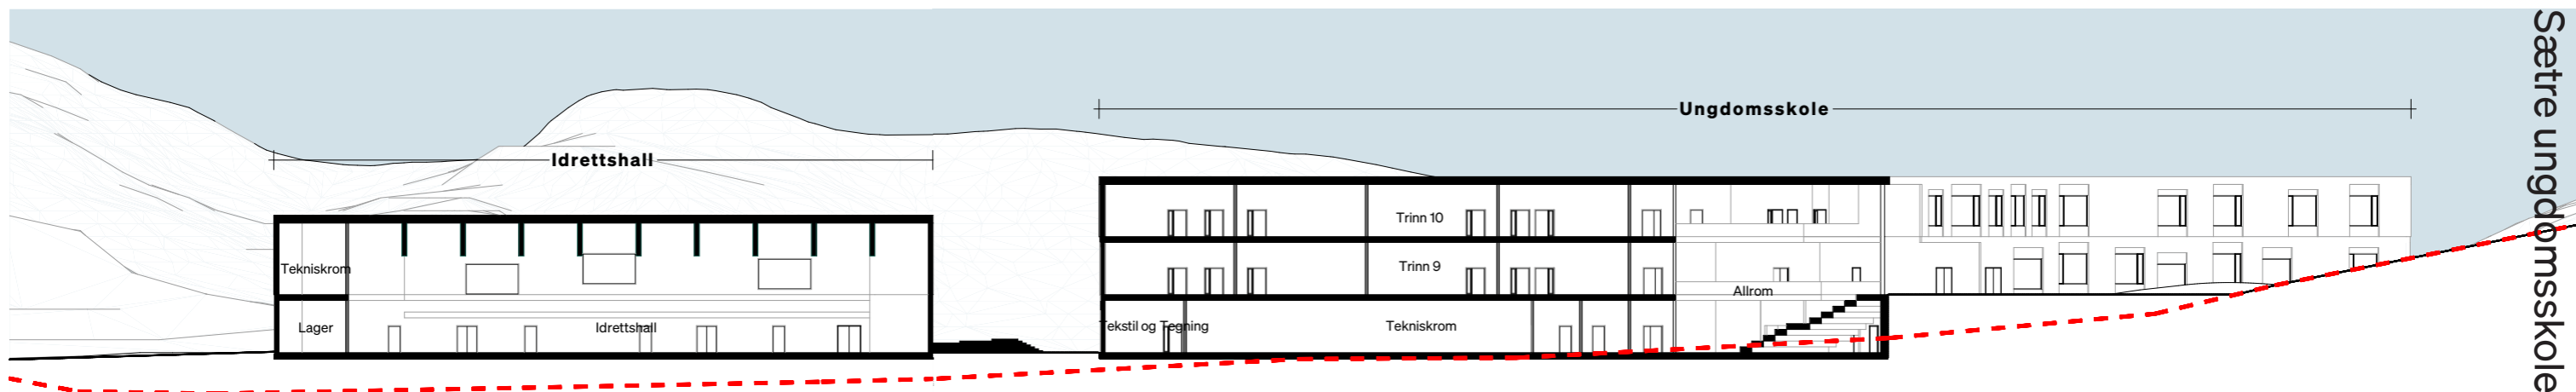 Sætre ungdomsskole
Ungdomsskole
Idrettshall
Trinn 10
Tekniskrom
Trinn 9
Allrom
Lager
Idrettshall
Tekstil og Tegning
Tekniskrom